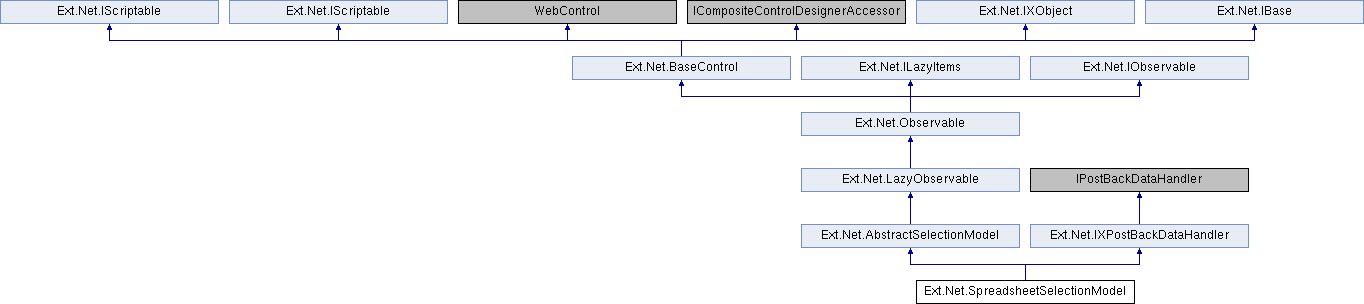 Ext.Net.IScriptable
Ext.Net.IScriptable
WebControl
ICompositeControlDesignerAccessor
Ext.Net.IXObject
Ext.Net.IBase
Ext.Net.BaseControl
Ext.Net.ILazyItems
Ext.Net.IObservable
Ext.Net.Observable
Ext.Net.LazyObservable
IPostBackDataHandler
Ext.Net.AbstractSelectionModel
Ext.Net.IXPostBackDataHandler
Ext.Net.SpreadsheetSelectionModel